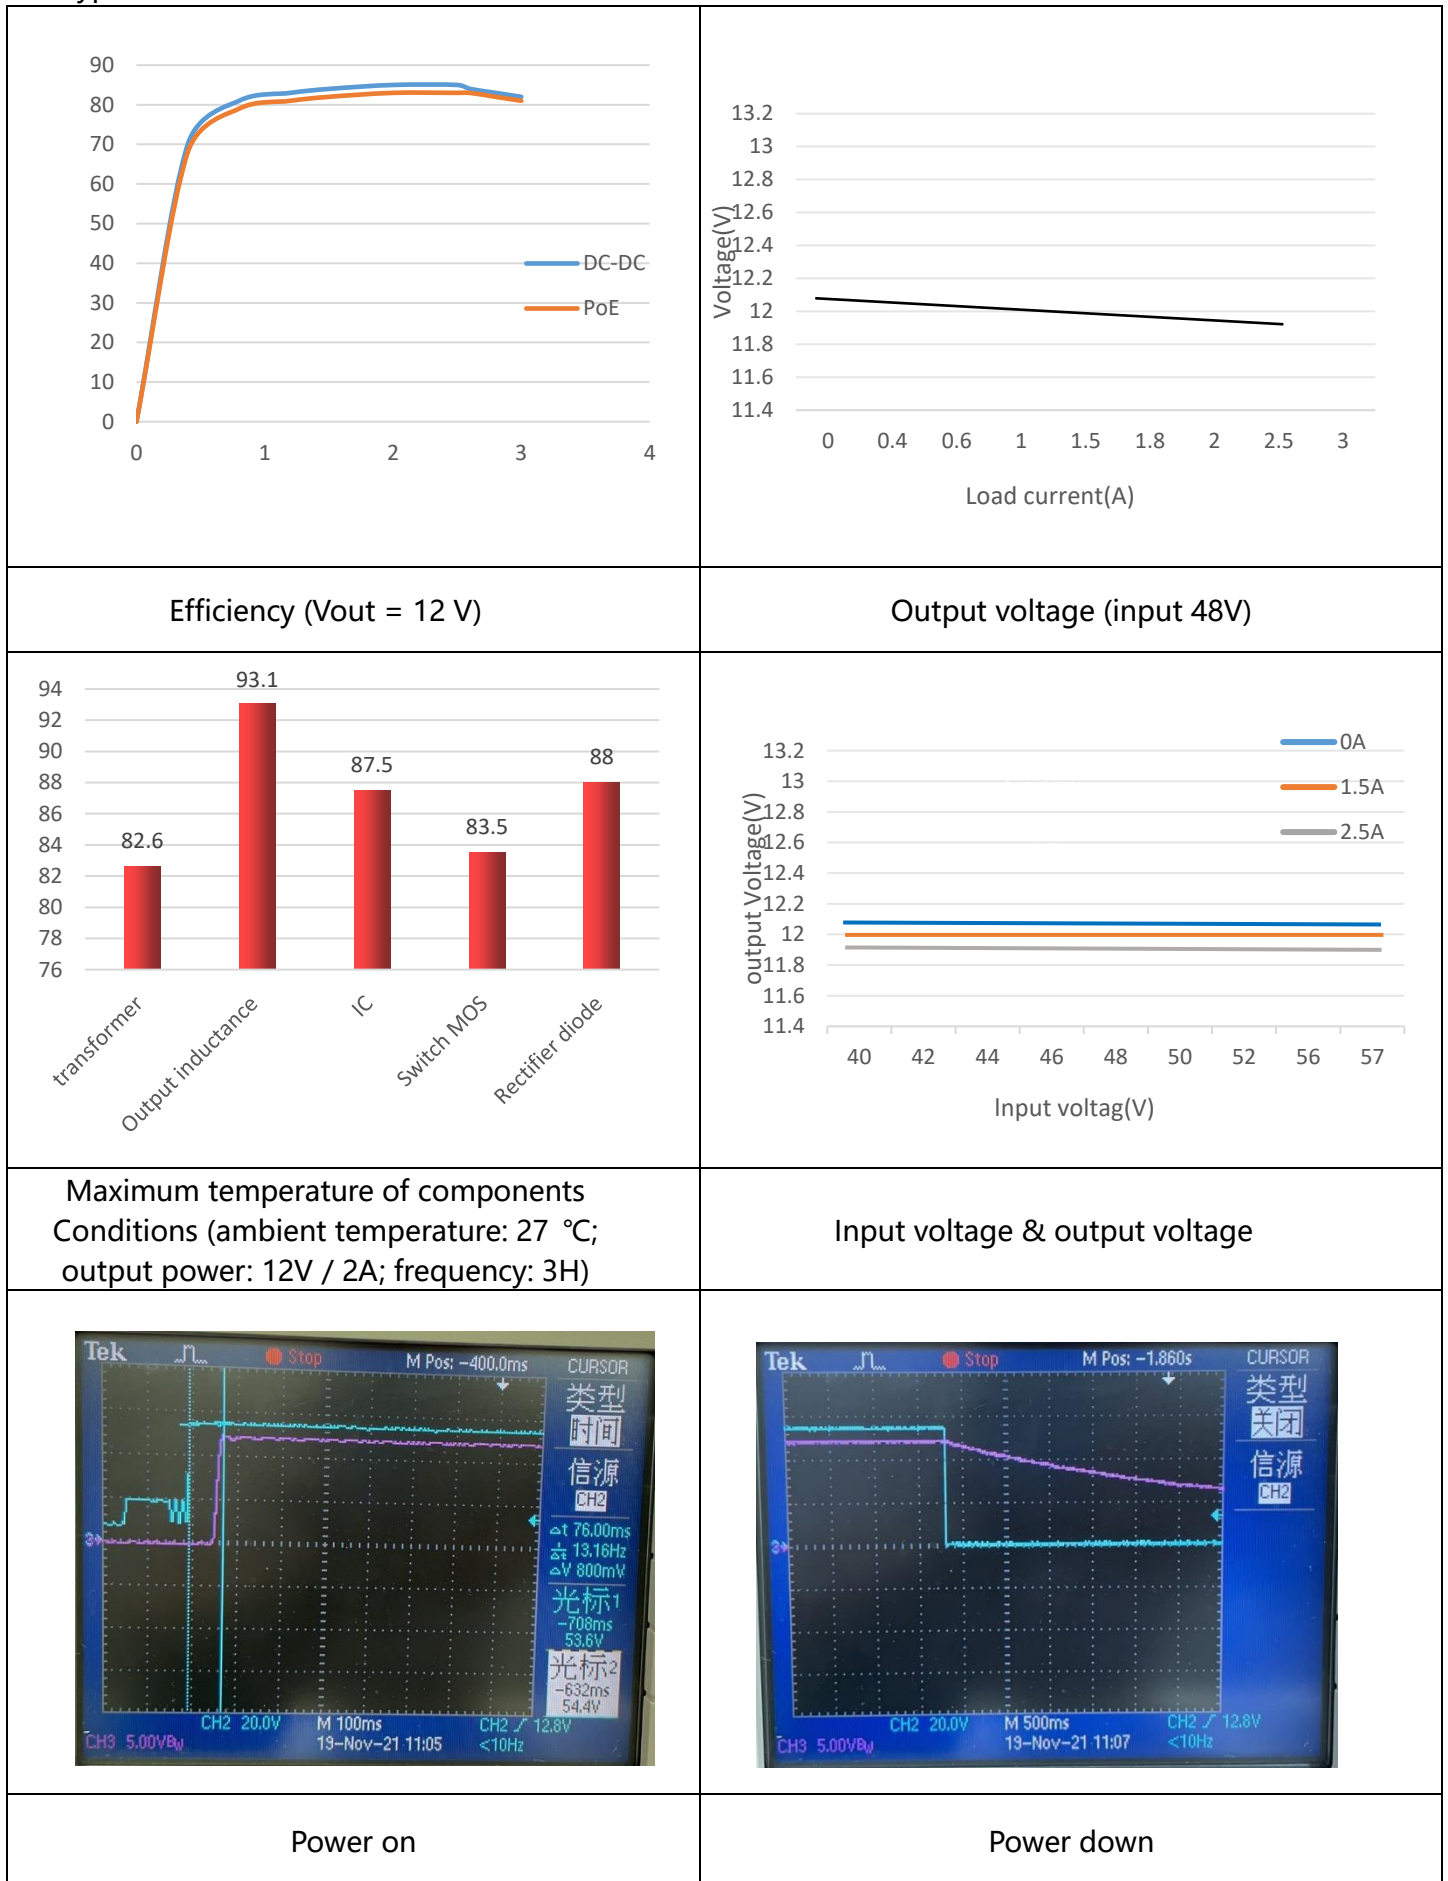 90
80
70
60
50
40
30
20
10
0
0 1 2 3 4
DC-DC
PoE
13.2
13
12.8
12.6
12.4
12.2
12
11.8
11.6
11.4
Voltage(V)
0 0.4 0.6 1 1.5 1.8 2 2.5 3
Load current(A)
Efficiency (Vout = 12 V)
Output voltage (input 48V)
94
92
90
88
86
84
82
80
78
76
82.6
93.1
87.5
83.5
88
transformer
Output inductance
IC
Switch MOS
Rectifier diode
13.2
13
12.8
12.6
12.4
12.2
12
11.8
11.6
11.4
output Voltage(V)
0A
1.5A
2.5A
40 42 44 46 48 50 52 56 57
Input voltag(V)
Maximum temperature of components
Conditions (ambient temperature: 27 ℃;
output power: 12V / 2A; frequency: 3H)
Input voltage & output voltage
Tek Stop M Pos: -400.0ms CURSOR
类型
时间
信源
CH2
△t 76.00ms
13.16Hz
△V 800mV
光标1
-708ms
53.6V
光标2
-632ms
54.4V
3
CH2 20.0V M 100ms CH2 12.8V
CH3 5.00VBW 19-Nov-21 11:05 <10Hz
Tek Stop M Pos: -1.860s CURSOR
类型
关闭
信源
CH2
3
CH2 20.0V M 500ms CH2 12.8V
CH3 5.00VBW 19-Nov-21 11:07 <10Hz
Power on
Power down